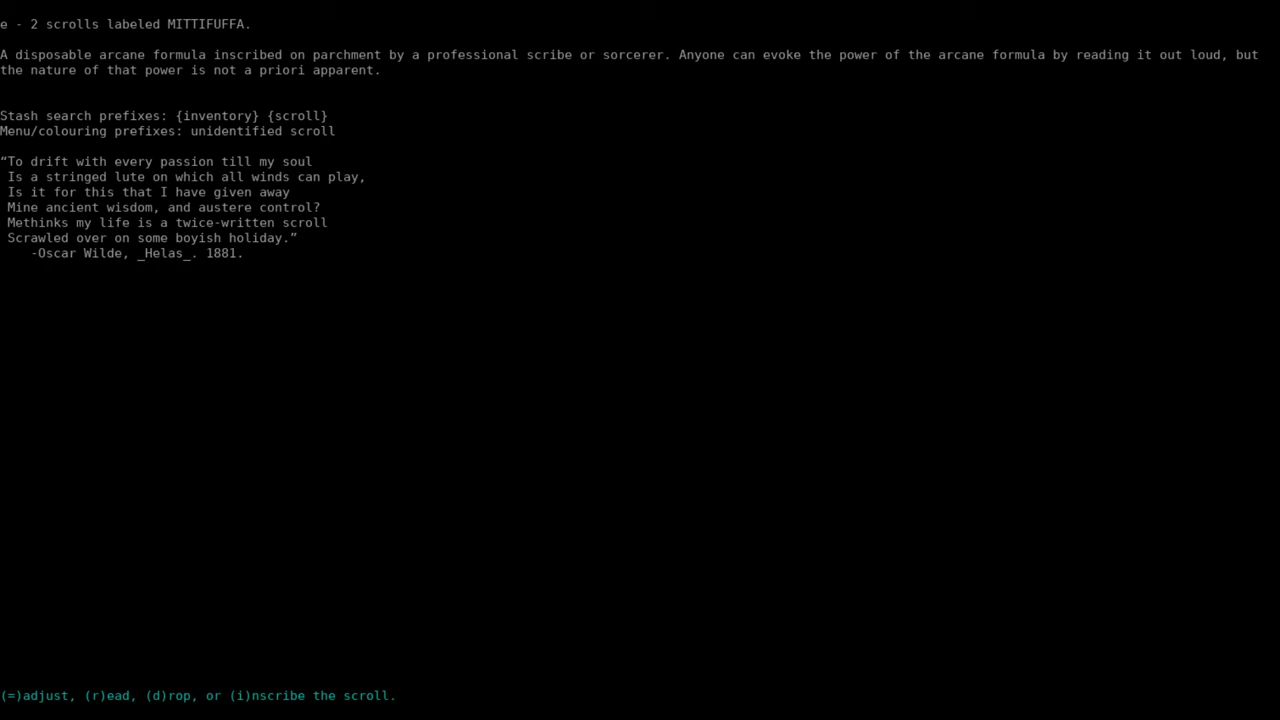 e - 2 scrolls labeled MITTIFUFFA.
A disposable arcane formula inscribed on parchment by a professional scribe or sorcerer. Anyone can evoke the power of the arcane formula by reading it out loud, but
the nature of that power is not a priori apparent.
Stash search prefixes: {inventory} {scroll}
Menu/colouring prefixes: unidentified scroll
“To drift with every passion till my soul
Is a stringed lute on which all winds can play,
Is it for this that I have given away
Mine ancient wisdom, and austere control?
Methinks my life is a twice-written scroll
Scrawled over on some boyish holiday.”
-Oscar Wilde, _Helas_. 1881.
(=)adjust, (r)ead, (d)rop, or (i)nscribe the scroll.